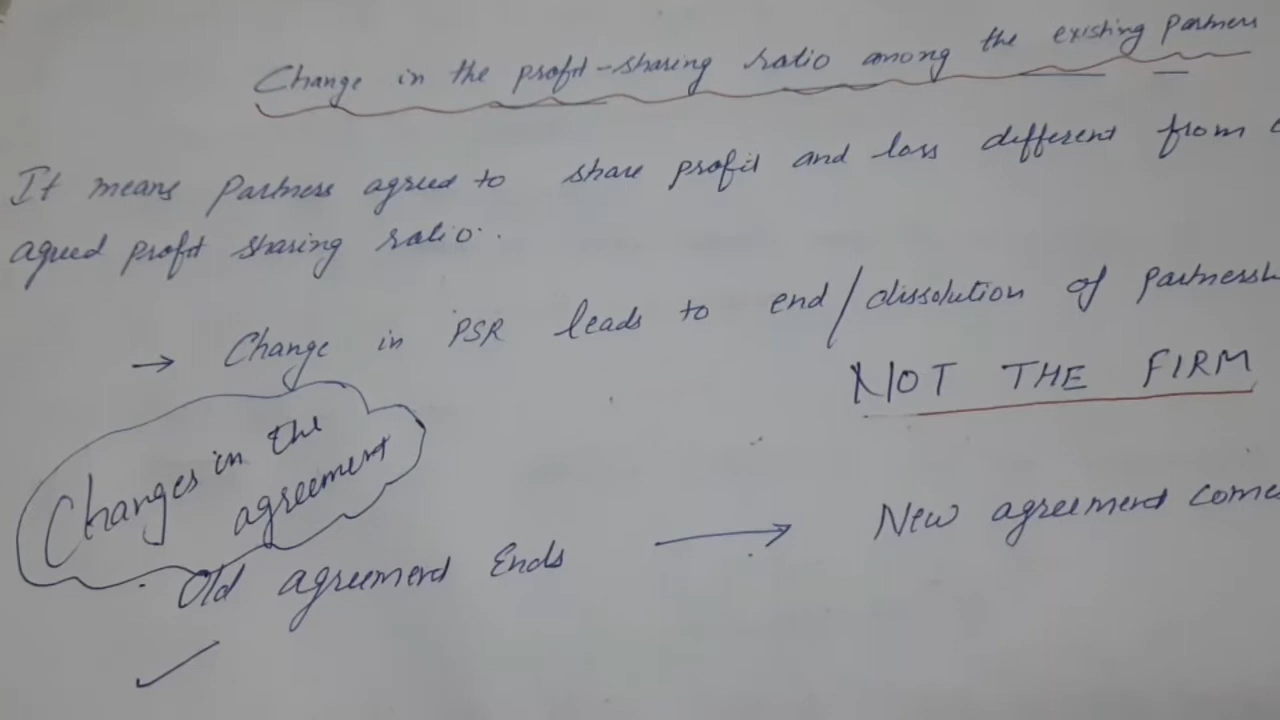 Change in the profit-sharing ratio among the existing Partners
It means Partners agreed to share profit and loss different from
agreed profit sharing ratio.
→ Change in PSR leads to end/dissolution of
NOT THE FIRM
Changes in the
agreement
Old agreement Ends → New agreement